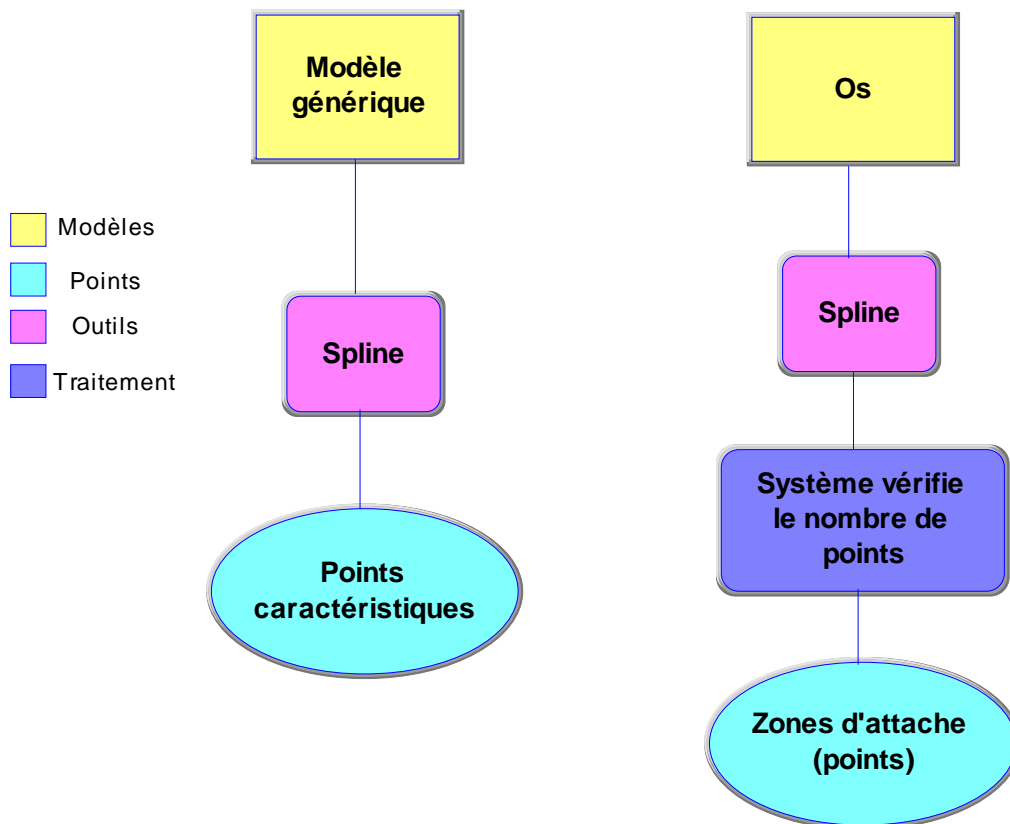 Modèle
générique
Os
Modèles
Points
Outils
Traitement
Spline
Spline
Points
caractéristiques
Système vérifie
le nombre de
points
Zones d'attache
(points)